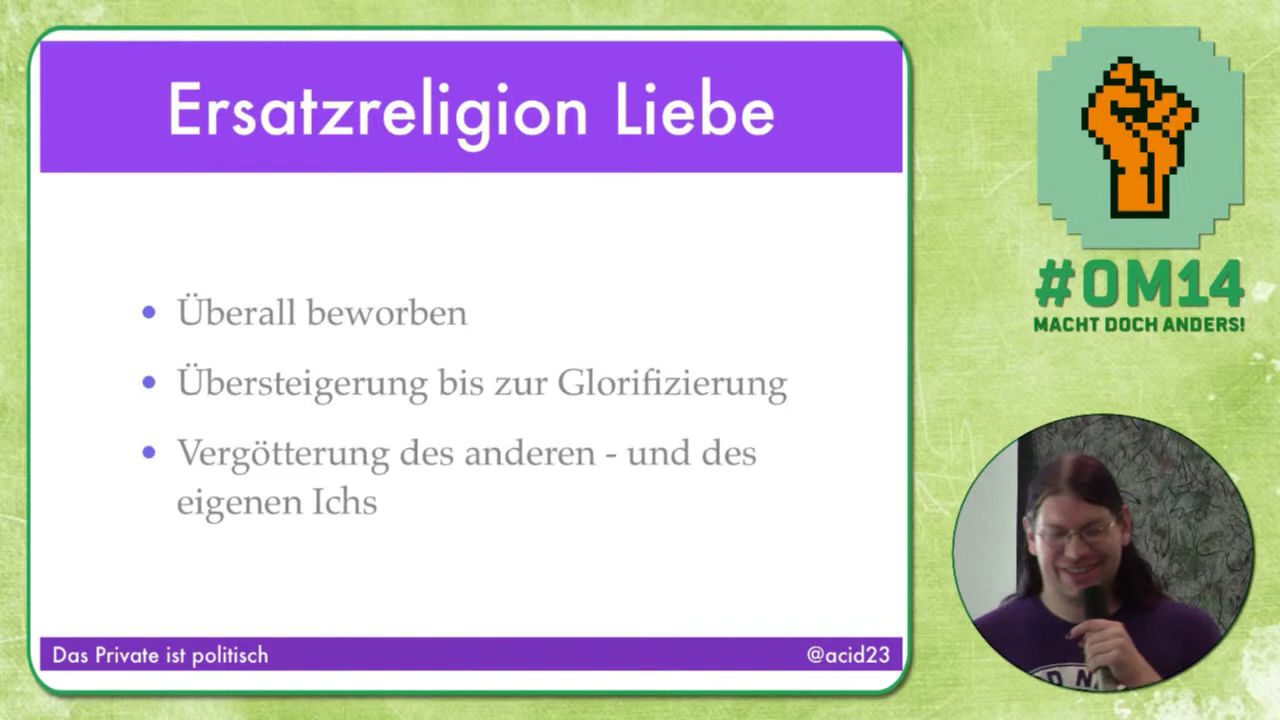 Ersatzreligion Liebe
Überall beworben
Übersteigerung bis zur Glorifizierung
Vergötterung des anderen - und des
eigenen Ichs
Das Private ist politisch
@acid23
#OM14
MACHT DOCH ANDERS!